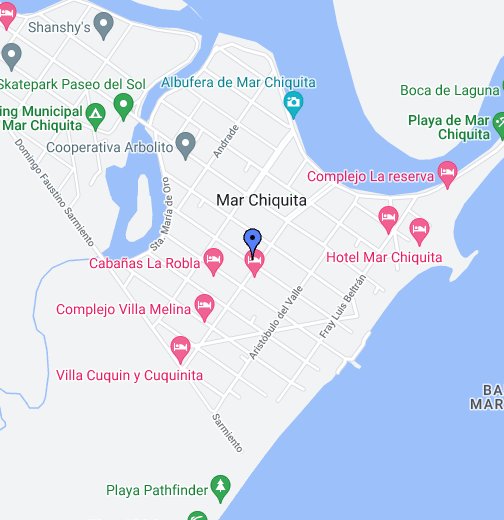 Shanshy's
Skatepark Paseo del Sol
Albufera de Mar Chiquita
Boca de Laguna
ing Municipal
Mar Chiquita
Playa de Mar
Chiquita
Andrade
Cooperativa Arbolito
Domingo Faustino Sarmiento
Complejo La reserva
Sta. María de Oro
Mar Chiquita
Hotel Mar Chiquita
Cabañas La Robla
Complejo Villa Melina
Aristóbulo del Valle
Fray Luis Beltrán
Villa Cuquin y Cuquinita
BA
MAR
Sarmiento
Playa Pathfinder